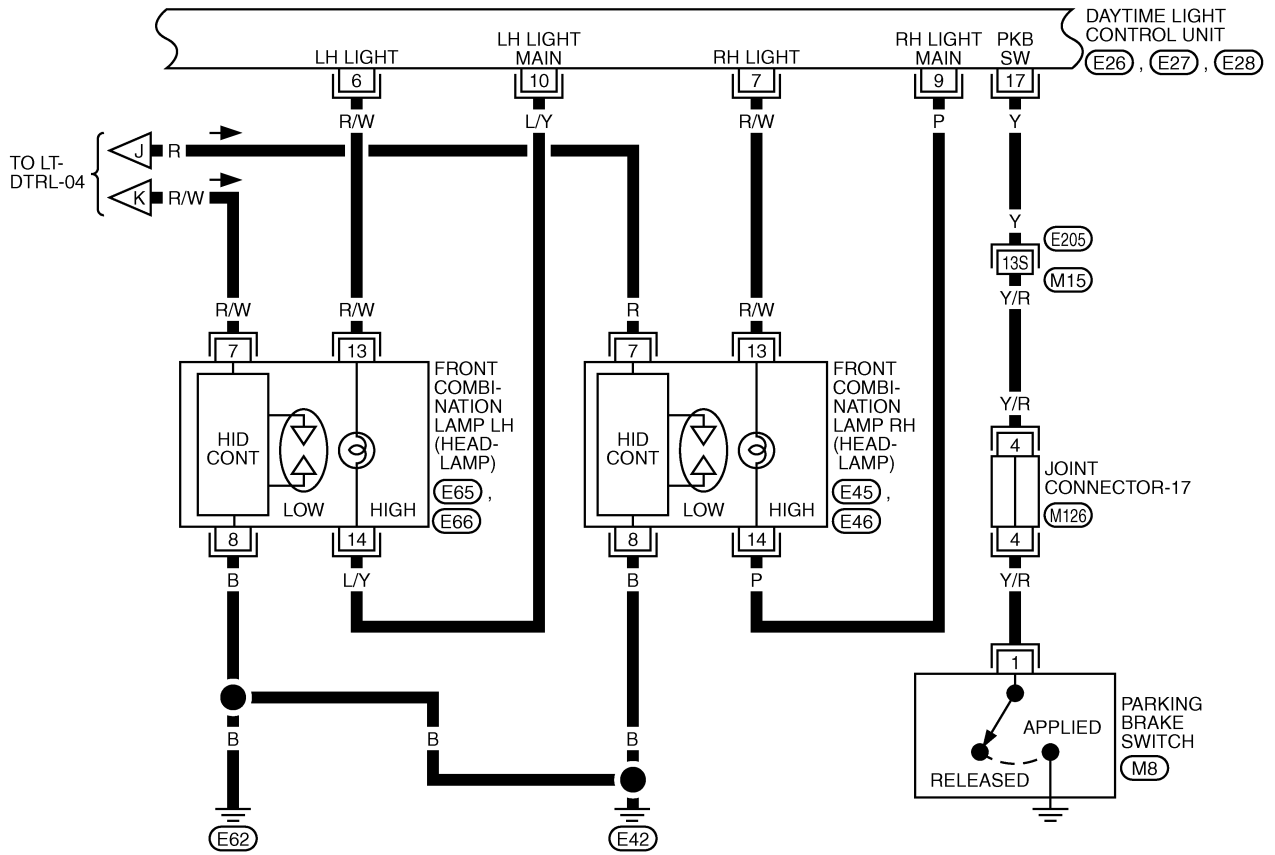 DAYTIME LIGHT
CONTROL UNIT
E26 , E27 , E28
LH LIGHT
LH LIGHT
MAIN
RH LIGHT
RH LIGHT
MAIN
PKB
SW
6
10
7
9
17
R/W
L/Y
R/W
P
Y
TO LT-
DTRL-04
J
R
K
R/W
Y
E205
13S
M15
Y/R
R/W
R/W
R
R/W
7
13
7
13
HID
CONT
LOW
HIGH
FRONT
COMBI-
NATION
LAMP LH
(HEAD-
LAMP)
E65 ,
E66
HID
CONT
LOW
HIGH
FRONT
COMBI-
NATION
LAMP RH
(HEAD-
LAMP)
E45 ,
E46
Y/R
4
JOINT
CONNECTOR-17
M126
4
8
14
8
14
B
L/Y
B
P
Y/R
1
APPLIED
RELEASED
PARKING
BRAKE
SWITCH
M8
B
B
B
E62
E42